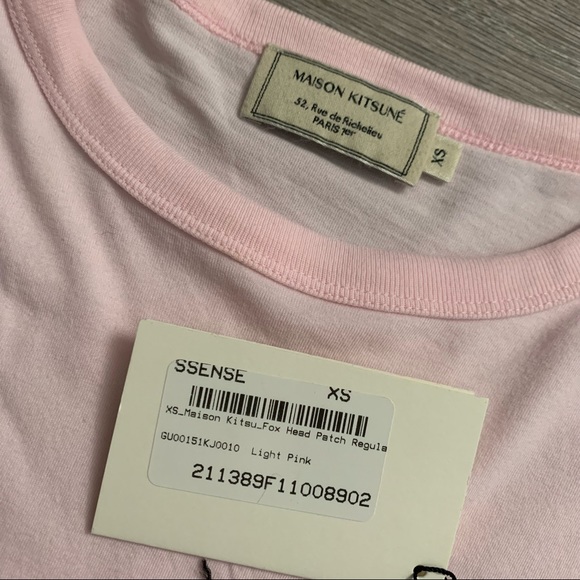 MAISON KITSUNÉ
52, Rue de Richelieu
PARIS 1er
XS
SSENSE XS
XS_Maison Kitsu_Fox Head Patch Regula
GU00151KJ0010 Light Pink
211389F11008902